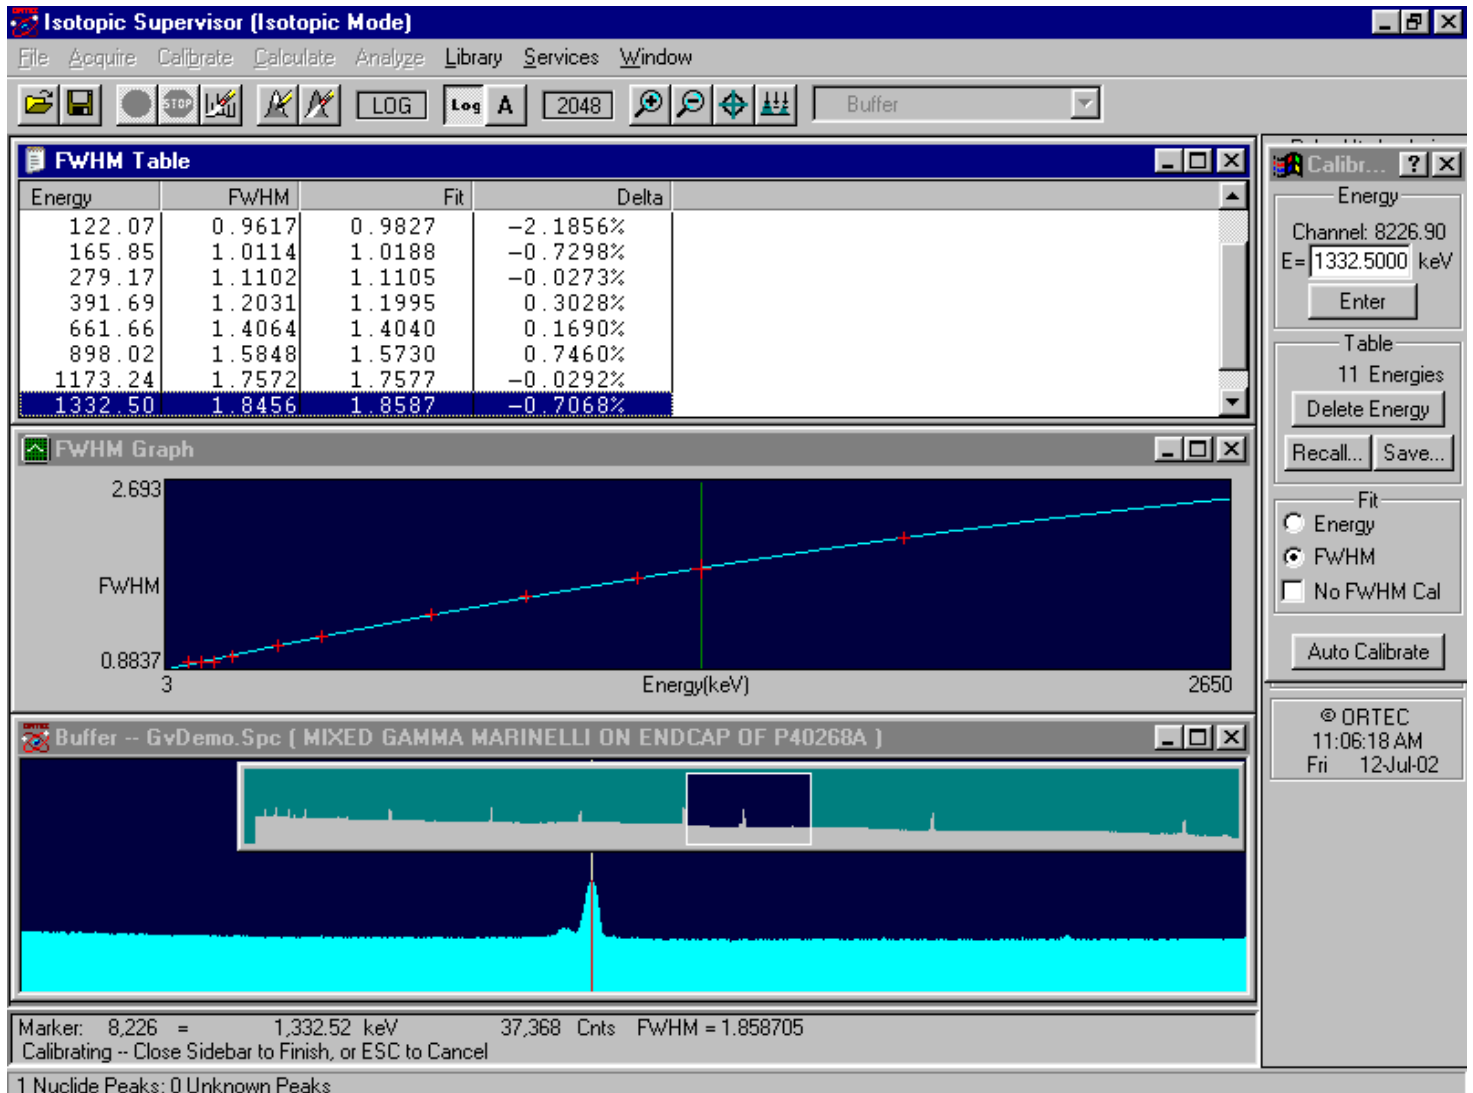 Isotopic Supervisor (Isotopic Mode)
File Acquire Calibrate Calculate Analyze Library Services Window
STOP LOG Log A 2048 Buffer
FWHM Table
Energy FWHM Fit Delta
122.07 0.9617 0.9827 -2.1856%
165.85 1.0114 1.0188 -0.7298%
279.17 1.1102 1.1105 -0.0273%
391.69 1.2031 1.1995 0.3028%
661.66 1.4064 1.4040 0.1690%
898.02 1.5848 1.5730 0.7460%
1173.24 1.7572 1.7577 -0.0292%
1332.50 1.8456 1.8587 -0.7068%
FWHM Graph
2.693
FWHM
0.8837
3 Energy(keV) 2650
ORTEC
Buffer -- GvDemo.Spc ( MIXED GAMMA MARINELLI ON ENDCAP OF P40268A )
Marker: 8,226 = 1,332.52 keV 37,368 Cnts FWHM = 1.858705
Calibrating -- Close Sidebar to Finish, or ESC to Cancel
1 Nuclide Peaks; 0 Unknown Peaks
Calibr... ?
Energy
Channel: 8226.90
E= 1332.5000 keV
Enter
Table
11 Energies
Delete Energy
Recall... Save...
Fit
Energy
FWHM
No FWHM Cal
Auto Calibrate
© ORTEC
11:06:18 AM
Fri 12-Jul-02